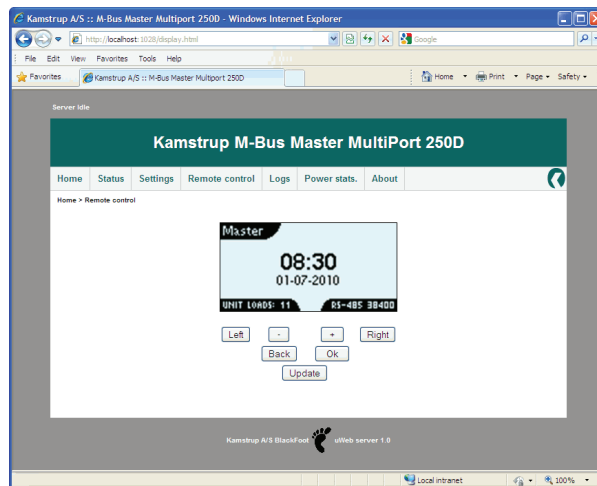 Kamstrup A/S :: M-Bus Master Multiport 250D - Windows Internet Explorer
http://localhost:1028/display.html
Google
File Edit View Favorites Tools Help
Favorites Kamstrup A/S :: M-Bus Master Multiport 250D Home Print Page Safety
Server Idle
Kamstrup M-Bus Master MultiPort 250D
Home Status Settings Remote control Logs Power stats. About
Home > Remote control
Master
08:30
01-07-2010
UNIT LOADS: 11 RS-485 38400
Left - + Right
Back Ok
Update
Kamstrup A/S BlackFoot uWeb server 1.0
Local intranet 100%